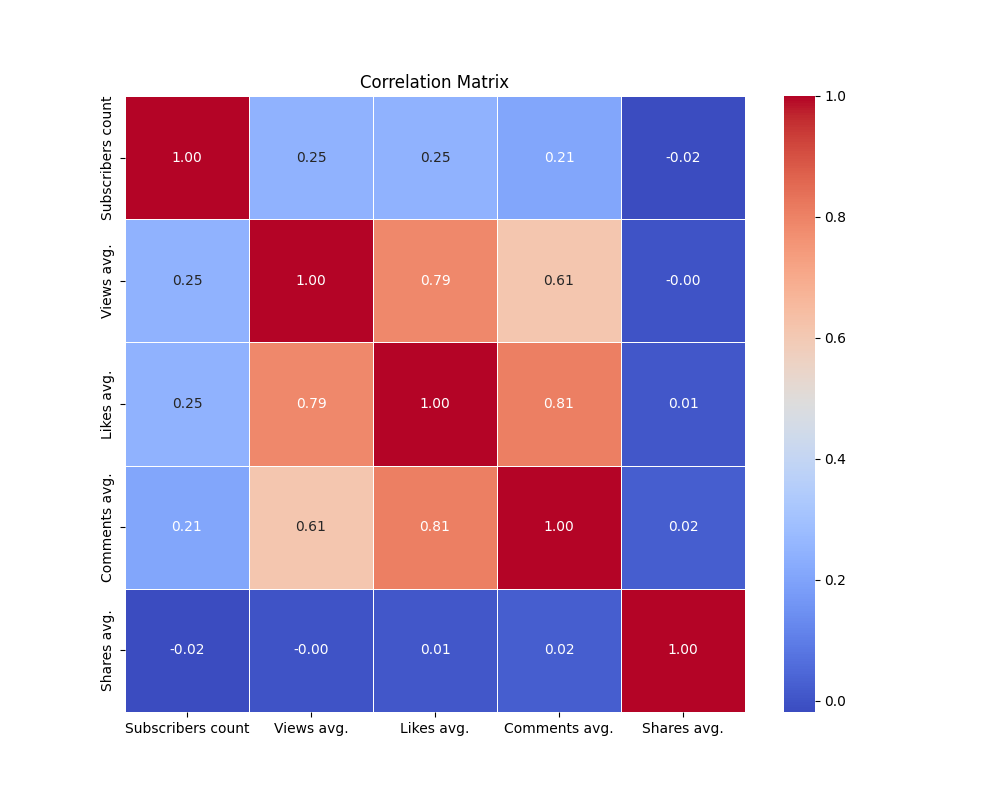 Correlation Matrix
Subscribers count 1.00 0.25 0.25 0.21 -0.02
Views avg. 0.25 1.00 0.79 0.61 -0.00
Likes avg. 0.25 0.79 1.00 0.81 0.01
Comments avg. 0.21 0.61 0.81 1.00 0.02
Shares avg. -0.02 -0.00 0.01 0.02 1.00
Subscribers count Views avg. Likes avg. Comments avg. Shares avg.
1.0
0.8
0.6
0.4
0.2
0.0